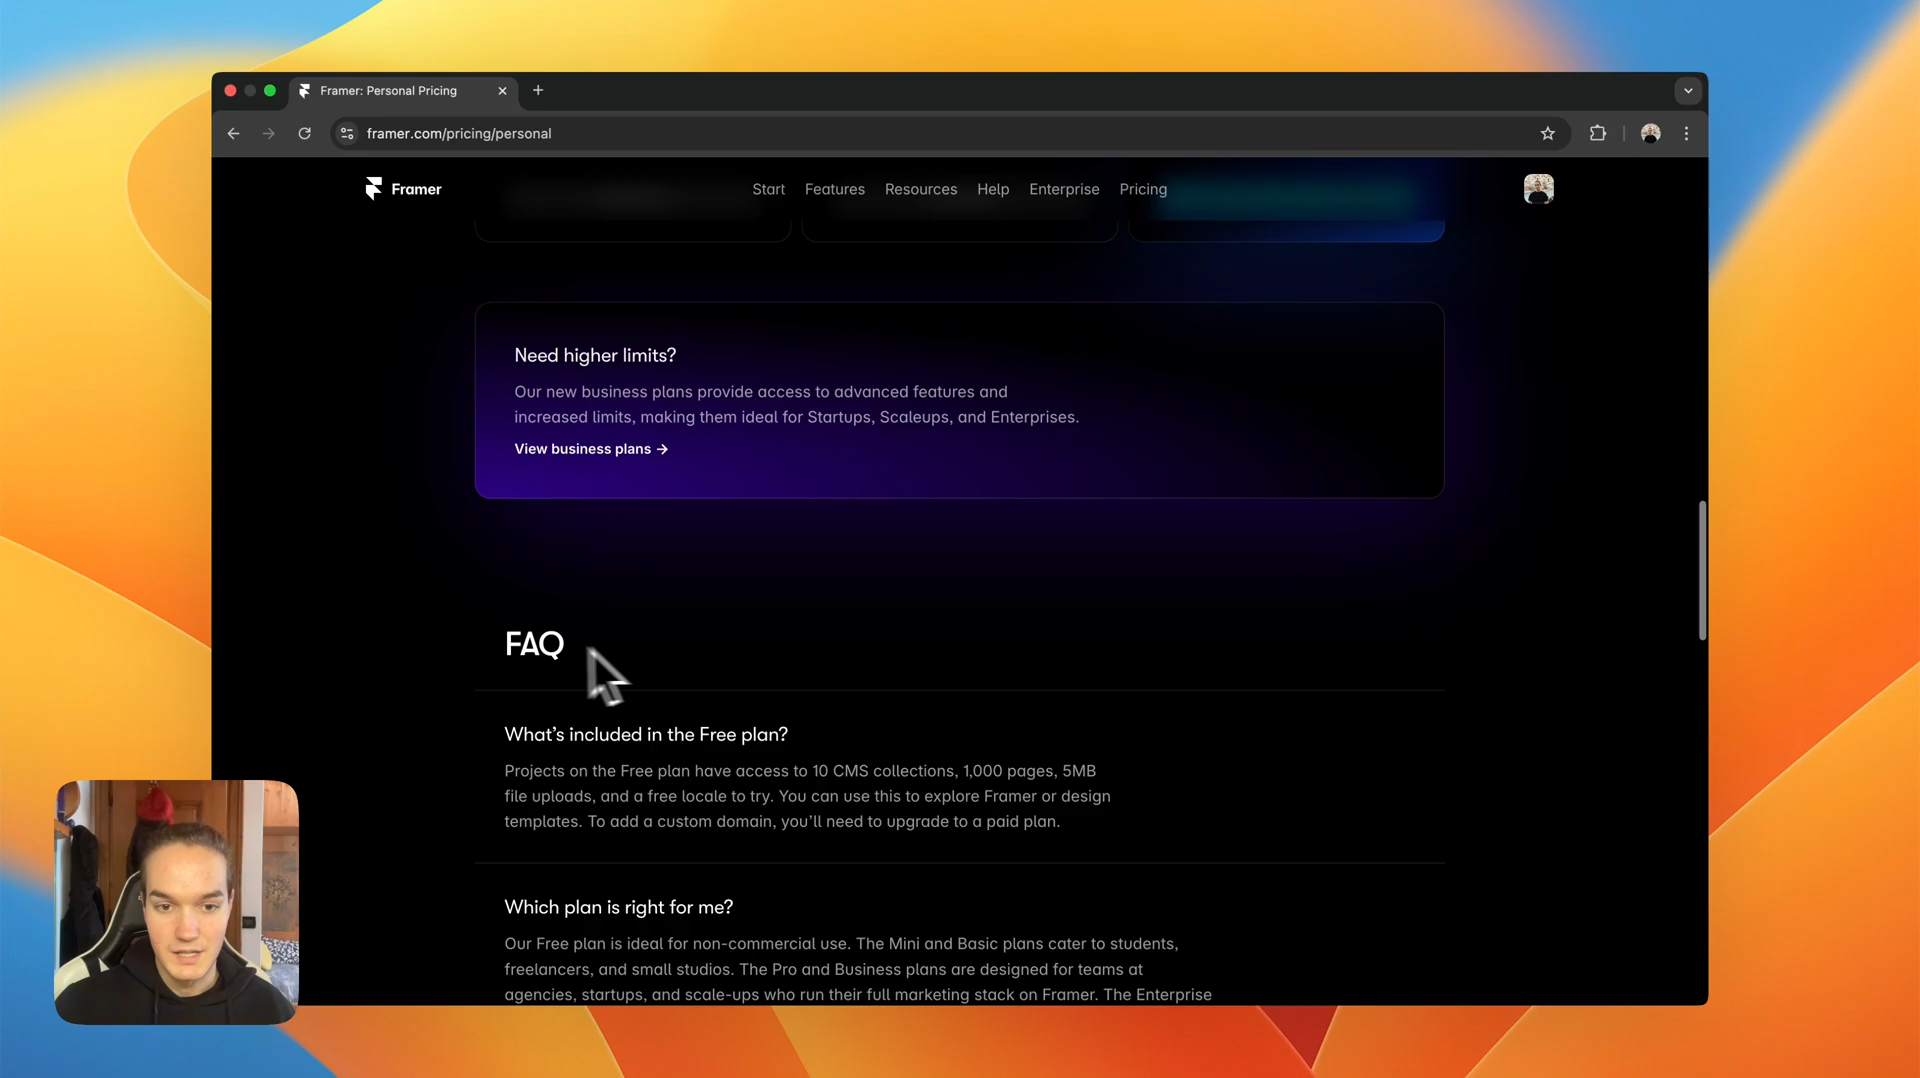 Framer: Personal Pricing
framer.com/pricing/personal
Framer
Start
Features
Resources
Help
Enterprise
Pricing
Need higher limits?
Our new business plans provide access to advanced features and
increased limits, making them ideal for Startups, Scaleups, and Enterprises.
View business plans →
FAQ
What's included in the Free plan?
Projects on the Free plan have access to 10 CMS collections, 1,000 pages, 5MB
file uploads, and a free locale to try. You can use this to explore Framer or design
templates. To add a custom domain, you'll need to upgrade to a paid plan.
Which plan is right for me?
Our Free plan is ideal for non-commercial use. The Mini and Basic plans cater to students,
freelancers, and small studios. The Pro and Business plans are designed for teams at
agencies, startups, and scale-ups who run their full marketing stack on Framer. The Enterprise